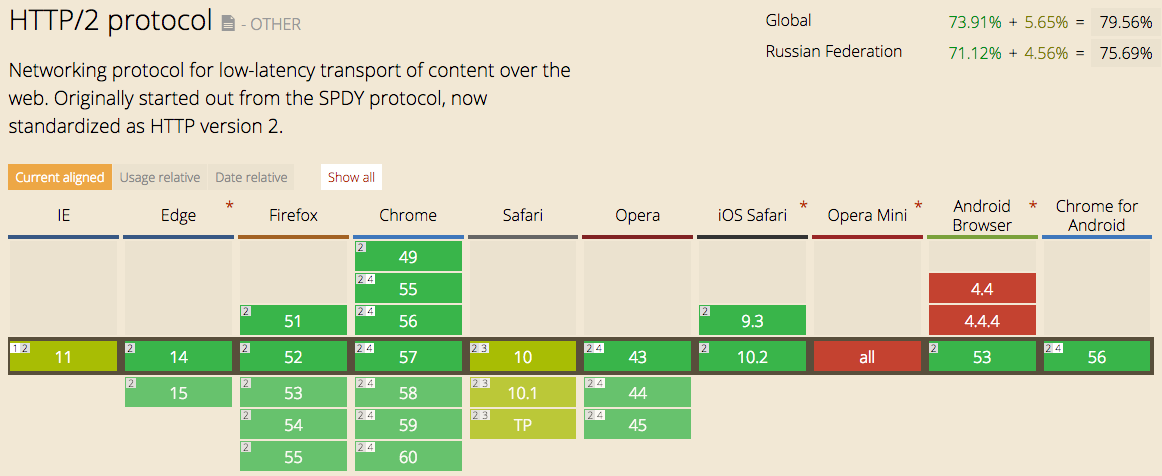 HTTP/2 protocol - OTHER
Global 73.91% + 5.65% = 79.56%
Russian Federation 71.12% + 4.56% = 75.69%
Networking protocol for low-latency transport of content over the
web. Originally started out from the SPDY protocol, now
standardized as HTTP version 2.
Current aligned Usage relative Date relative Show all
IE Edge * Firefox Chrome Safari Opera iOS Safari * Opera Mini * Android Browser * Chrome for Android
2 49
2 4 55 4.4
2 51 2 4 56 2 9.3 4.4.4
1 2 11 2 14 2 52 2 4 57 2 3 10 2 4 43 2 10.2 all 2 53 2 4 56
2 15 2 53 2 4 58 2 3 10.1 2 4 44
2 54 2 4 59 2 3 TP 2 4 45
2 55 2 4 60